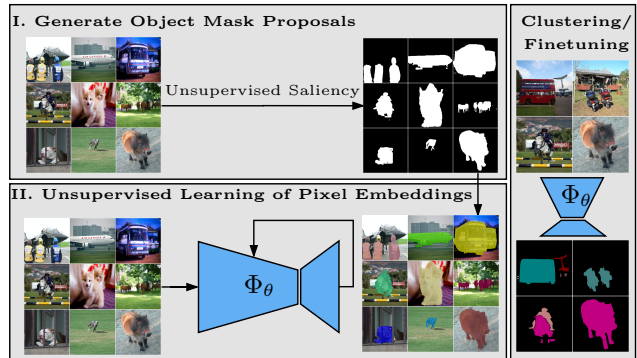 I. Generate Object Mask Proposals
Unsupervised Saliency
II. Unsupervised Learning of Pixel Embeddings
Φθ
Clustering/
Finetuning
Φθ